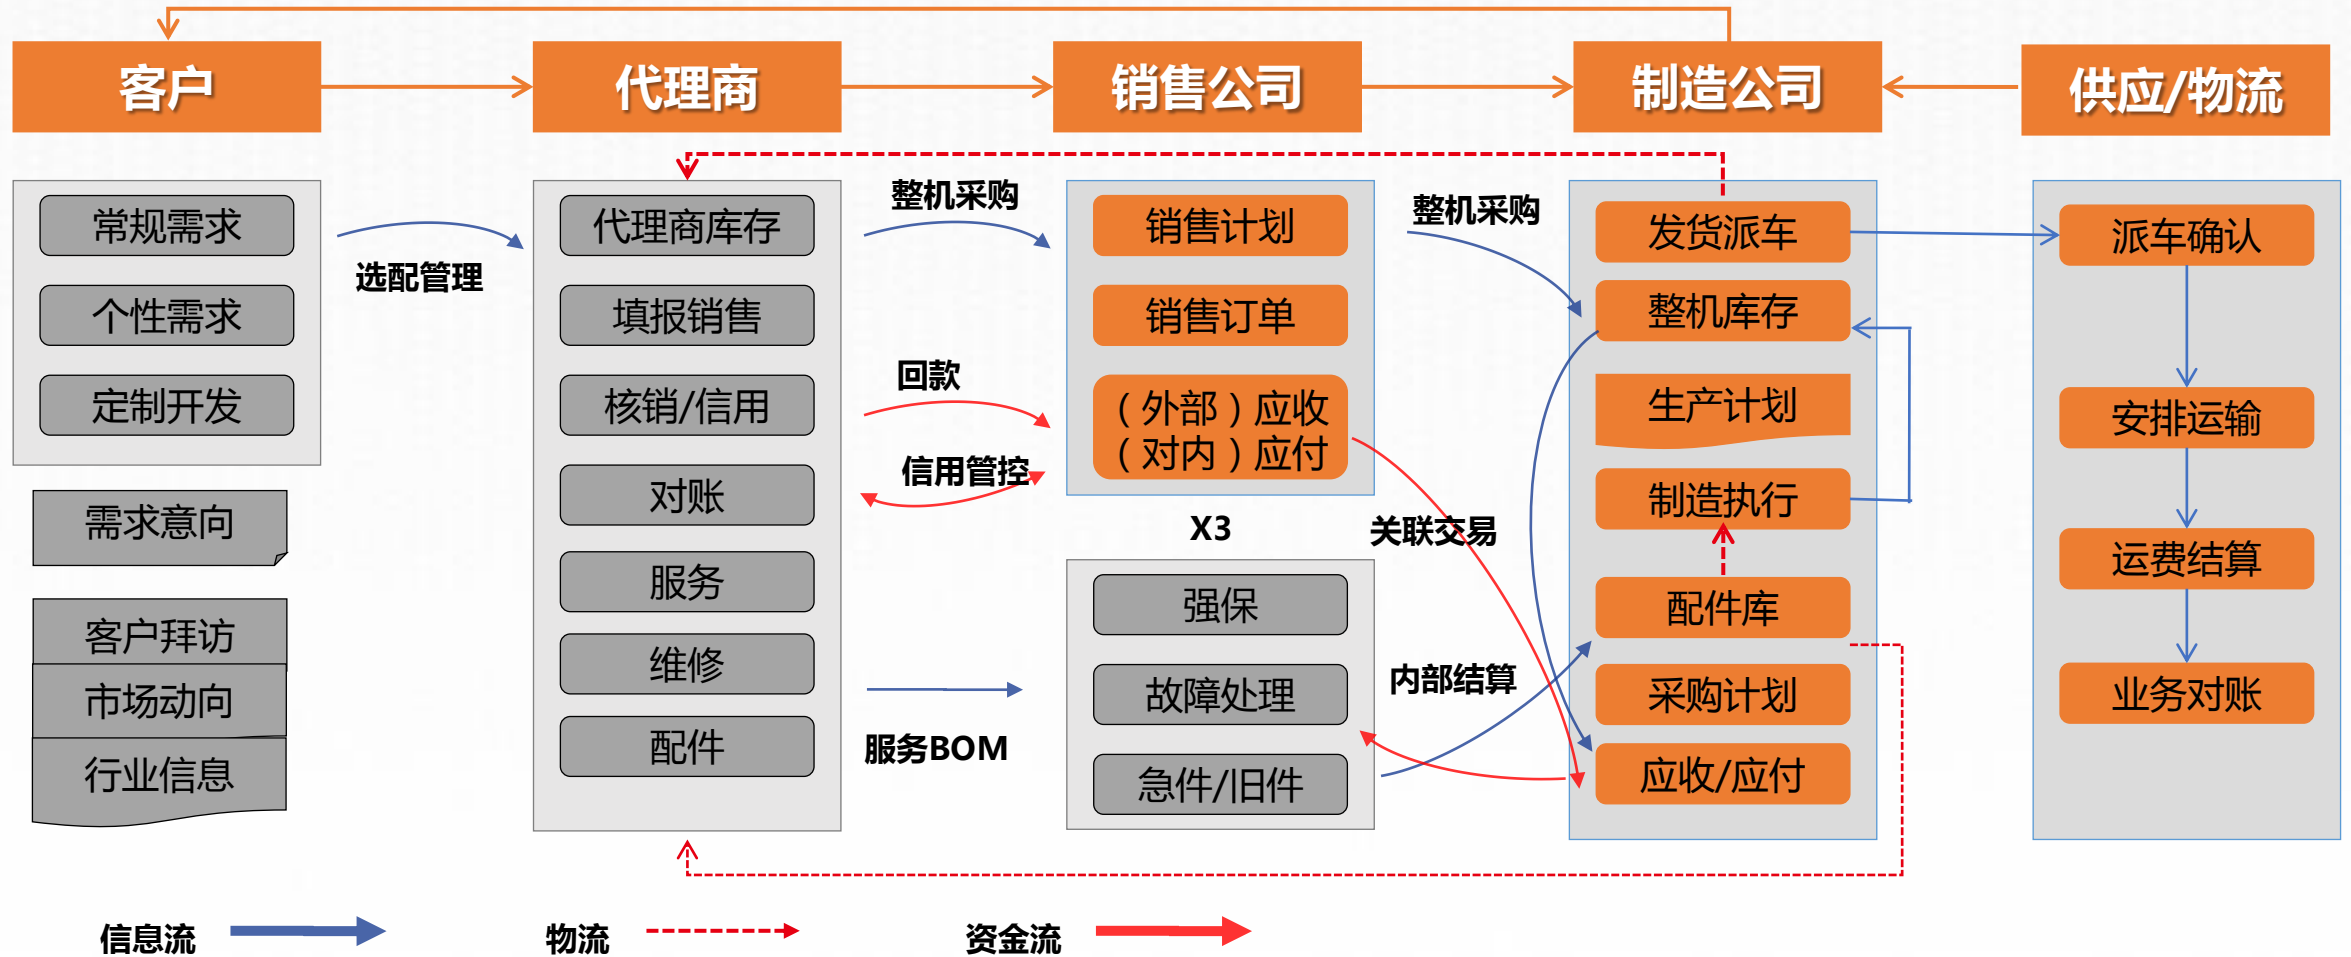 客户
代理商
销售公司
制造公司
供应/物流
常规需求
个性需求
定制开发
需求意向
客户拜访
市场动向
行业信息
选配管理
代理商库存
填报销售
核销/信用
对账
服务
维修
配件
整机采购
回款
信用管控
服务BOM
销售计划
销售订单
（外部）应收
（对内）应付
X3
强保
故障处理
急件/旧件
整机采购
关联交易
内部结算
发货派车
整机库存
生产计划
制造执行
配件库
采购计划
应收/应付
派车确认
安排运输
运费结算
业务对账
信息流
物流
资金流